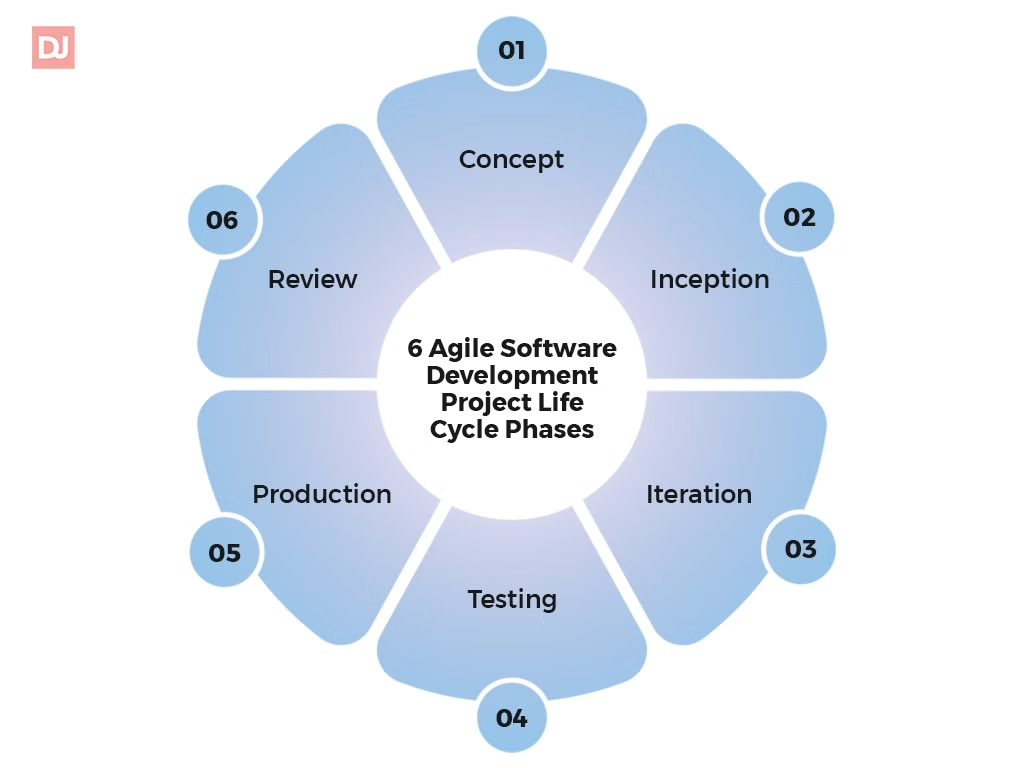 DJ
01
Concept
02
Inception
03
Iteration
04
Testing
05
Production
06
Review
6 Agile Software
Development
Project Life
Cycle Phases